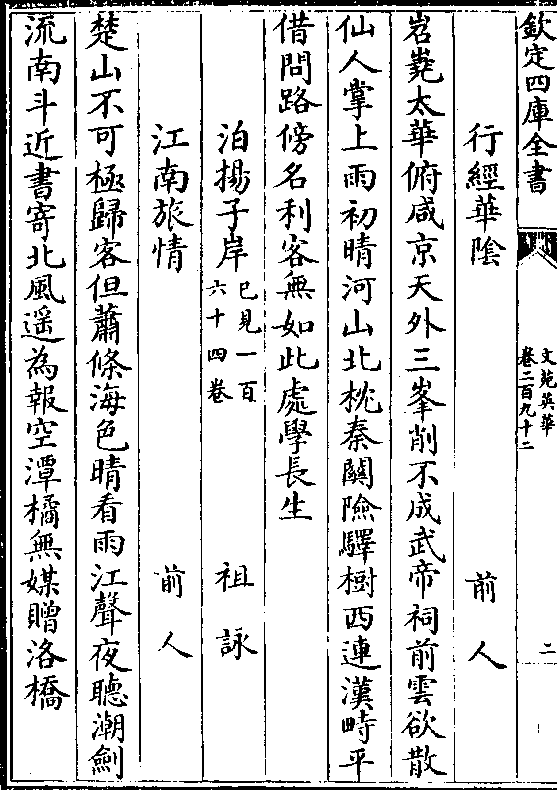 欽定四庫全書
文苑英華
卷二百九十二
二
行經華陰
前人
岧嶤太華俯咸京天外三峯削不成武帝祠前雲欲散
仙人掌上雨初晴河山北枕秦關險驛樹西連漢畤平
借問路傍名利客無如此處學長生
泊揚子岸已見一百六十四卷
祖詠
江南旅情
前人
楚山不可極歸客但蕭條海色晴看雨江聲夜聽潮劍
流南斗近書寄北風遥為報空潭橘無媒贈洛橋